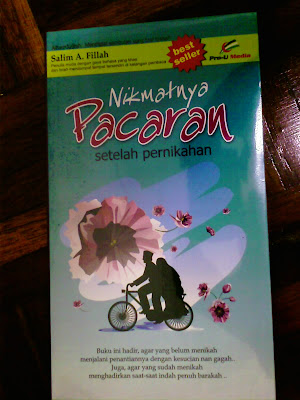 Salim A. Fillah
best
seller
Pro-U Media
Nikmatnya
Pacaran
setelah pernikahan
Buku ini hadir, agar yang belum menikah
menjalani penantiannya dengan kesucian nan gagah..
Juga, agar yang sudah menikah
menghadirkan saat-saat indah penuh barakah ..